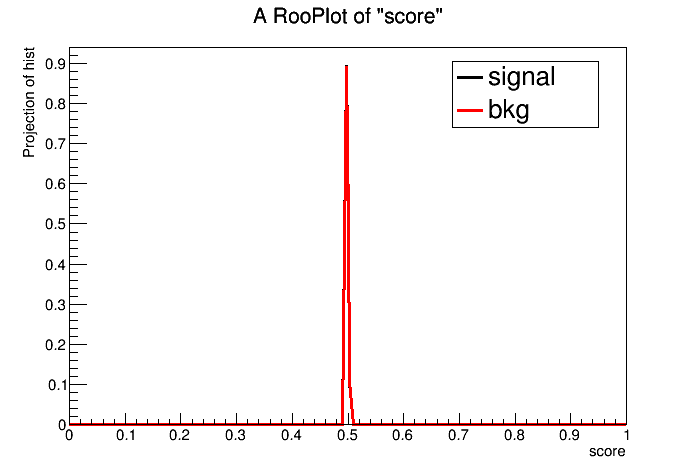 A RooPlot of "score"
Projection of hist
signal
bkg
0.9
0.8
0.7
0.6
0.5
0.4
0.3
0.2
0.1
0
0 0.1 0.2 0.3 0.4 0.5 0.6 0.7 0.8 0.9 1
score